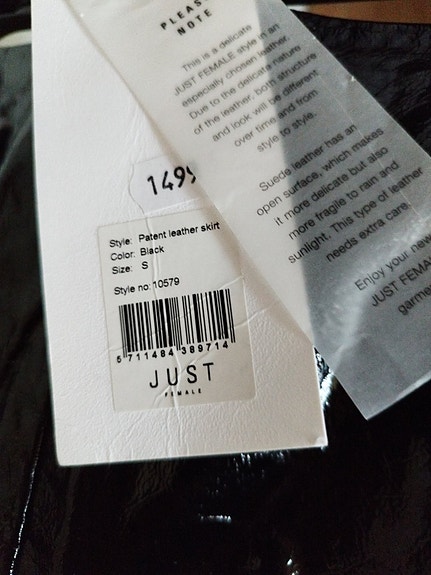 PLEASE
NOTE
This is a delicate
JUST FEMALE style in an
especially chosen leather.
Due to the delicate nature
of the leather, both structure
and look will be different
over time and from
style to style.
Suede leather has an
open surface, which makes
it more delicate but also
more fragile to rain and
sunlight. This type of leather
needs extra care.
Enjoy your new
JUST FEMALE
garment
1499
Style: Patent leather skirt
Color: Black
Size: S
Style no: 10579
5 711484 389714
JUST
FEMALE